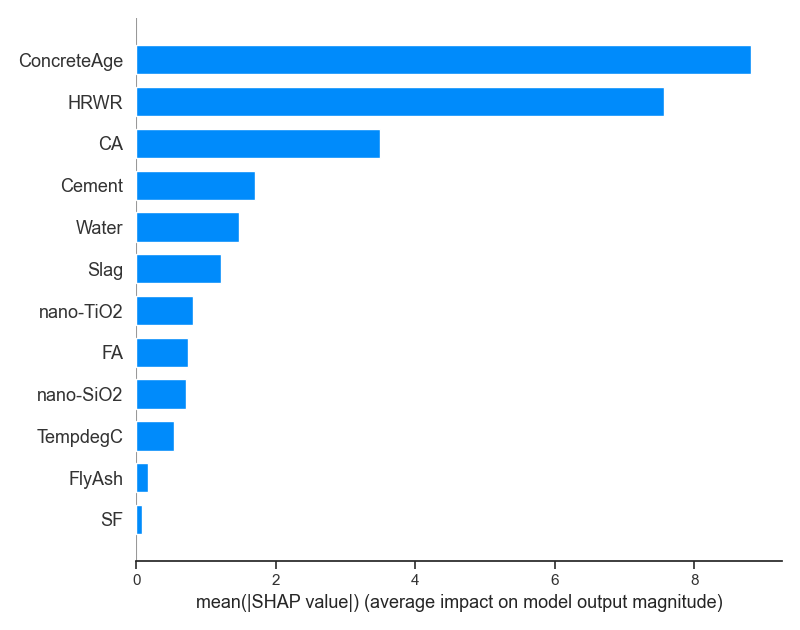 ConcreteAge
HRWR
CA
Cement
Water
Slag
nano-TiO2
FA
nano-SiO2
TempdegC
FlyAsh
SF
0 2 4 6 8
mean(|SHAP value|) (average impact on model output magnitude)